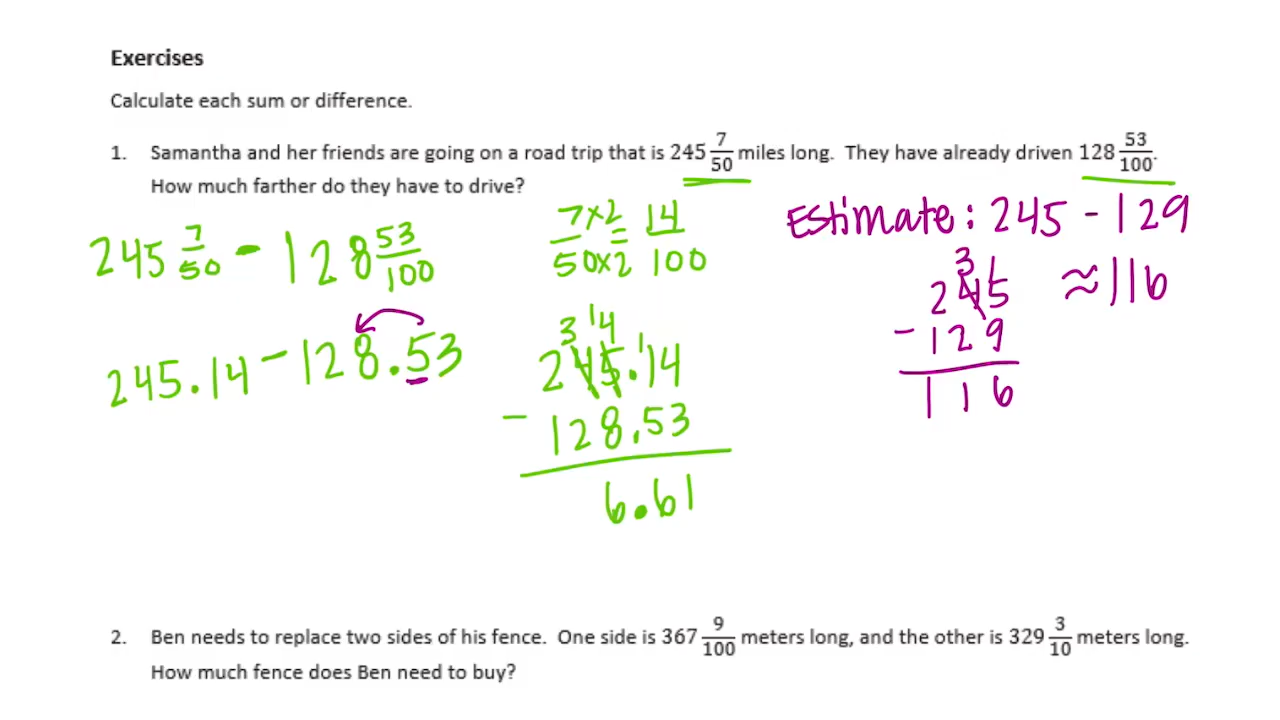 Exercises
Calculate each sum or difference.
1. Samantha and her friends are going on a road trip that is 245 7/50 miles long. They have already driven 128 53/100.
How much farther do they have to drive?
245 7/50 - 128 53/100
7×2/50×2 = 14/100
Estimate: 245 - 129
≈116
3 1
245
- 129
116
245.14 - 128.53
3 14 1
245.14
- 128.53
6.61
2. Ben needs to replace two sides of his fence. One side is 367 9/100 meters long, and the other is 329 3/10 meters long.
How much fence does Ben need to buy?